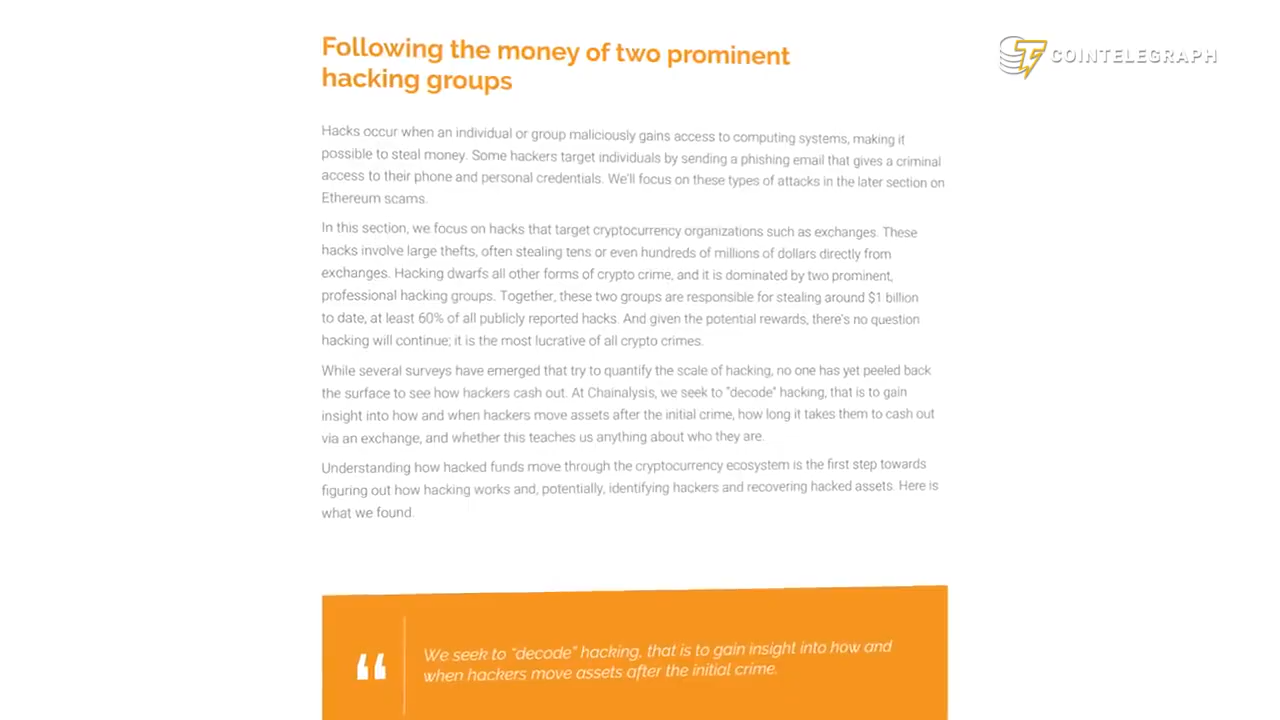 Following the money of two prominent
hacking groups
COINTELEGRAPH
Hacks occur when an individual or group maliciously gains access to computing systems, making it
possible to steal money. Some hackers target individuals by sending a phishing email that gives a criminal
access to their phone and personal credentials. We'll focus on these types of attacks in the later section on
Ethereum scams.
In this section, we focus on hacks that target cryptocurrency organizations such as exchanges. These
hacks involve large thefts, often stealing tens or even hundreds of millions of dollars directly from
exchanges. Hacking dwarfs all other forms of crypto crime, and it is dominated by two prominent,
professional hacking groups. Together, these two groups are responsible for stealing around $1 billion
to date, at least 60% of all publicly reported hacks. And given the potential rewards, there's no question
hacking will continue; it is the most lucrative of all crypto crimes.
While several surveys have emerged that try to quantify the scale of hacking, no one has yet peeled back
the surface to see how hackers cash out. At Chainalysis, we seek to "decode" hacking, that is to gain
insight into how and when hackers move assets after the initial crime, how long it takes them to cash out
via an exchange, and whether this teaches us anything about who they are.
Understanding how hacked funds move through the cryptocurrency ecosystem is the first step towards
figuring out how hacking works and, potentially, identifying hackers and recovering hacked assets. Here is
what we found.
“ We seek to "decode" hacking, that is to gain insight into how and
when hackers move assets after the initial crime.